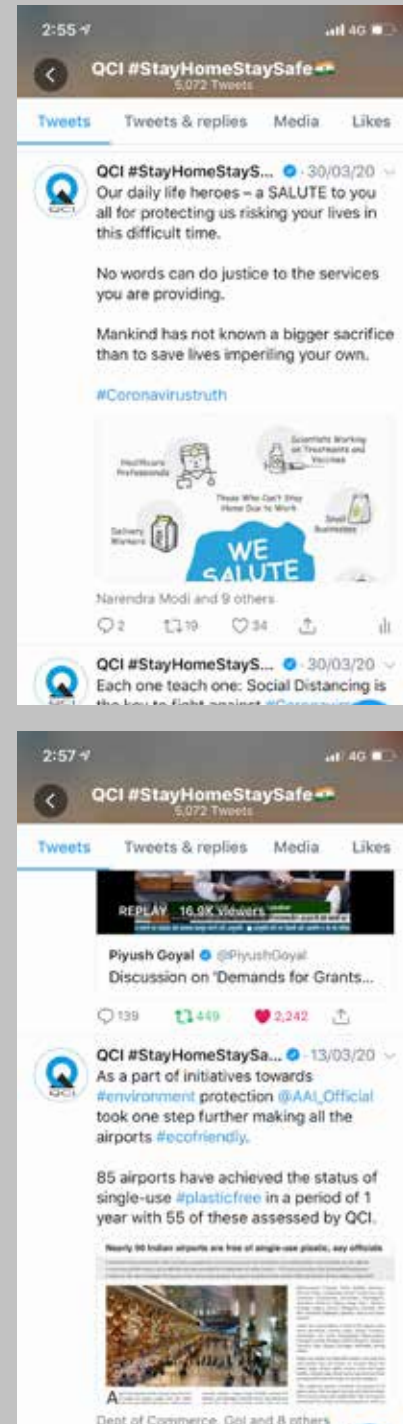 2:55
4G
QCI #StayHomeStaySafe
5,072 Tweets
Tweets Tweets & replies Media Likes
QCI #StayHomeStayS... · 30/03/20
Our daily life heroes – a SALUTE to you
all for protecting us risking your lives in
this difficult time.
No words can do justice to the services
you are providing.
Mankind has not known a bigger sacrifice
than to save lives imperiling your own.
#Coronavirustruth
Healthcare
Professionals
Scientists Working
on Treatments and
Vaccines
Those Who Can't Stay
Home Due to Work
Delivery
Workers
Small
Businesses
WE
SALUTE
Narendra Modi and 9 others
2 19 34
QCI #StayHomeStayS... · 30/03/20
QCI
Each one teach one: Social Distancing is
the key to fight against
2:57
4G
QCI #StayHomeStaySafe
5,072 Tweets
Tweets Tweets & replies Media Likes
REPLAY 16.9K viewers
Piyush Goyal @PiyushGoyal
Discussion on 'Demands for Grants...
139 449 2,242
QCI #StayHomeStaySa... · 13/03/20
QCI
As a part of initiatives towards
#environment protection @AAI_Official
took one step further making all the
airports #ecofriendly.
85 airports have achieved the status of
single-use #plasticfree in a period of 1
year with 55 of these assessed by QCI.
Nearly 90 Indian airports are free of single-use plastic, say officials
Dept of Commerce, GoI and 8 others